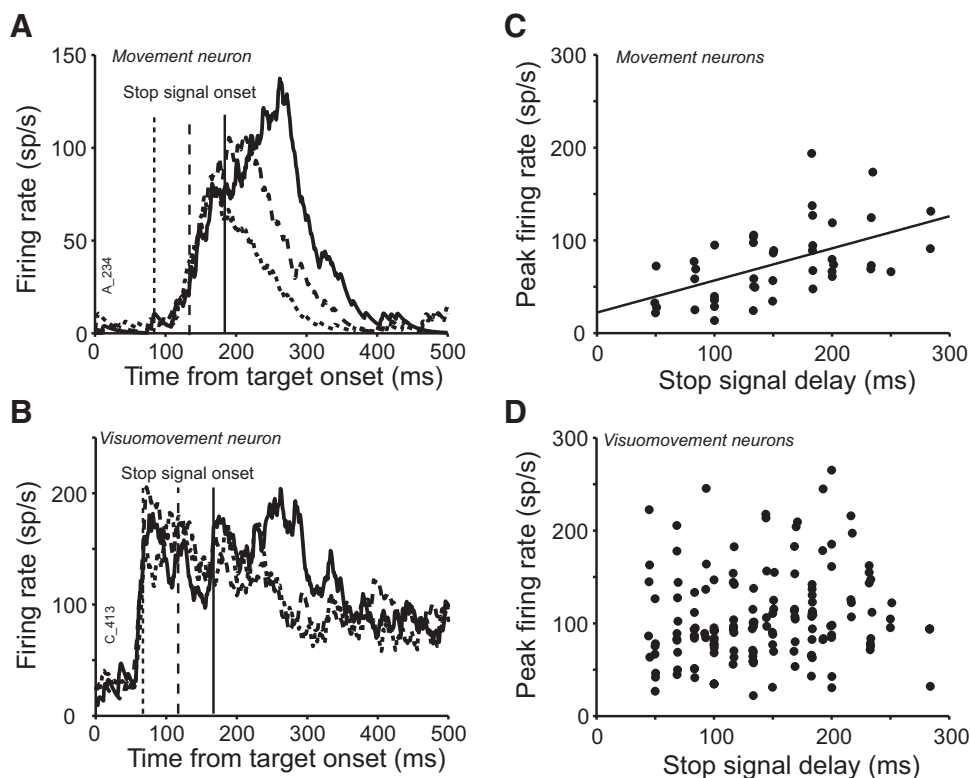 A
Movement neuron
Stop signal onset
Firing rate (sp/s)
150
100
50
0
A_234
0 100 200 300 400 500
Time from target onset (ms)
B
Visuomovement neuron
Stop signal onset
Firing rate (sp/s)
200
100
0
C_4413
0 100 200 300 400 500
Time from target onset (ms)
C
Movement neurons
Peak firing rate (sp/s)
300
200
100
0
0 100 200 300
Stop signal delay (ms)
D
Visuomovement neurons
Peak firing rate (sp/s)
300
200
100
0
0 100 200 300
Stop signal delay (ms)